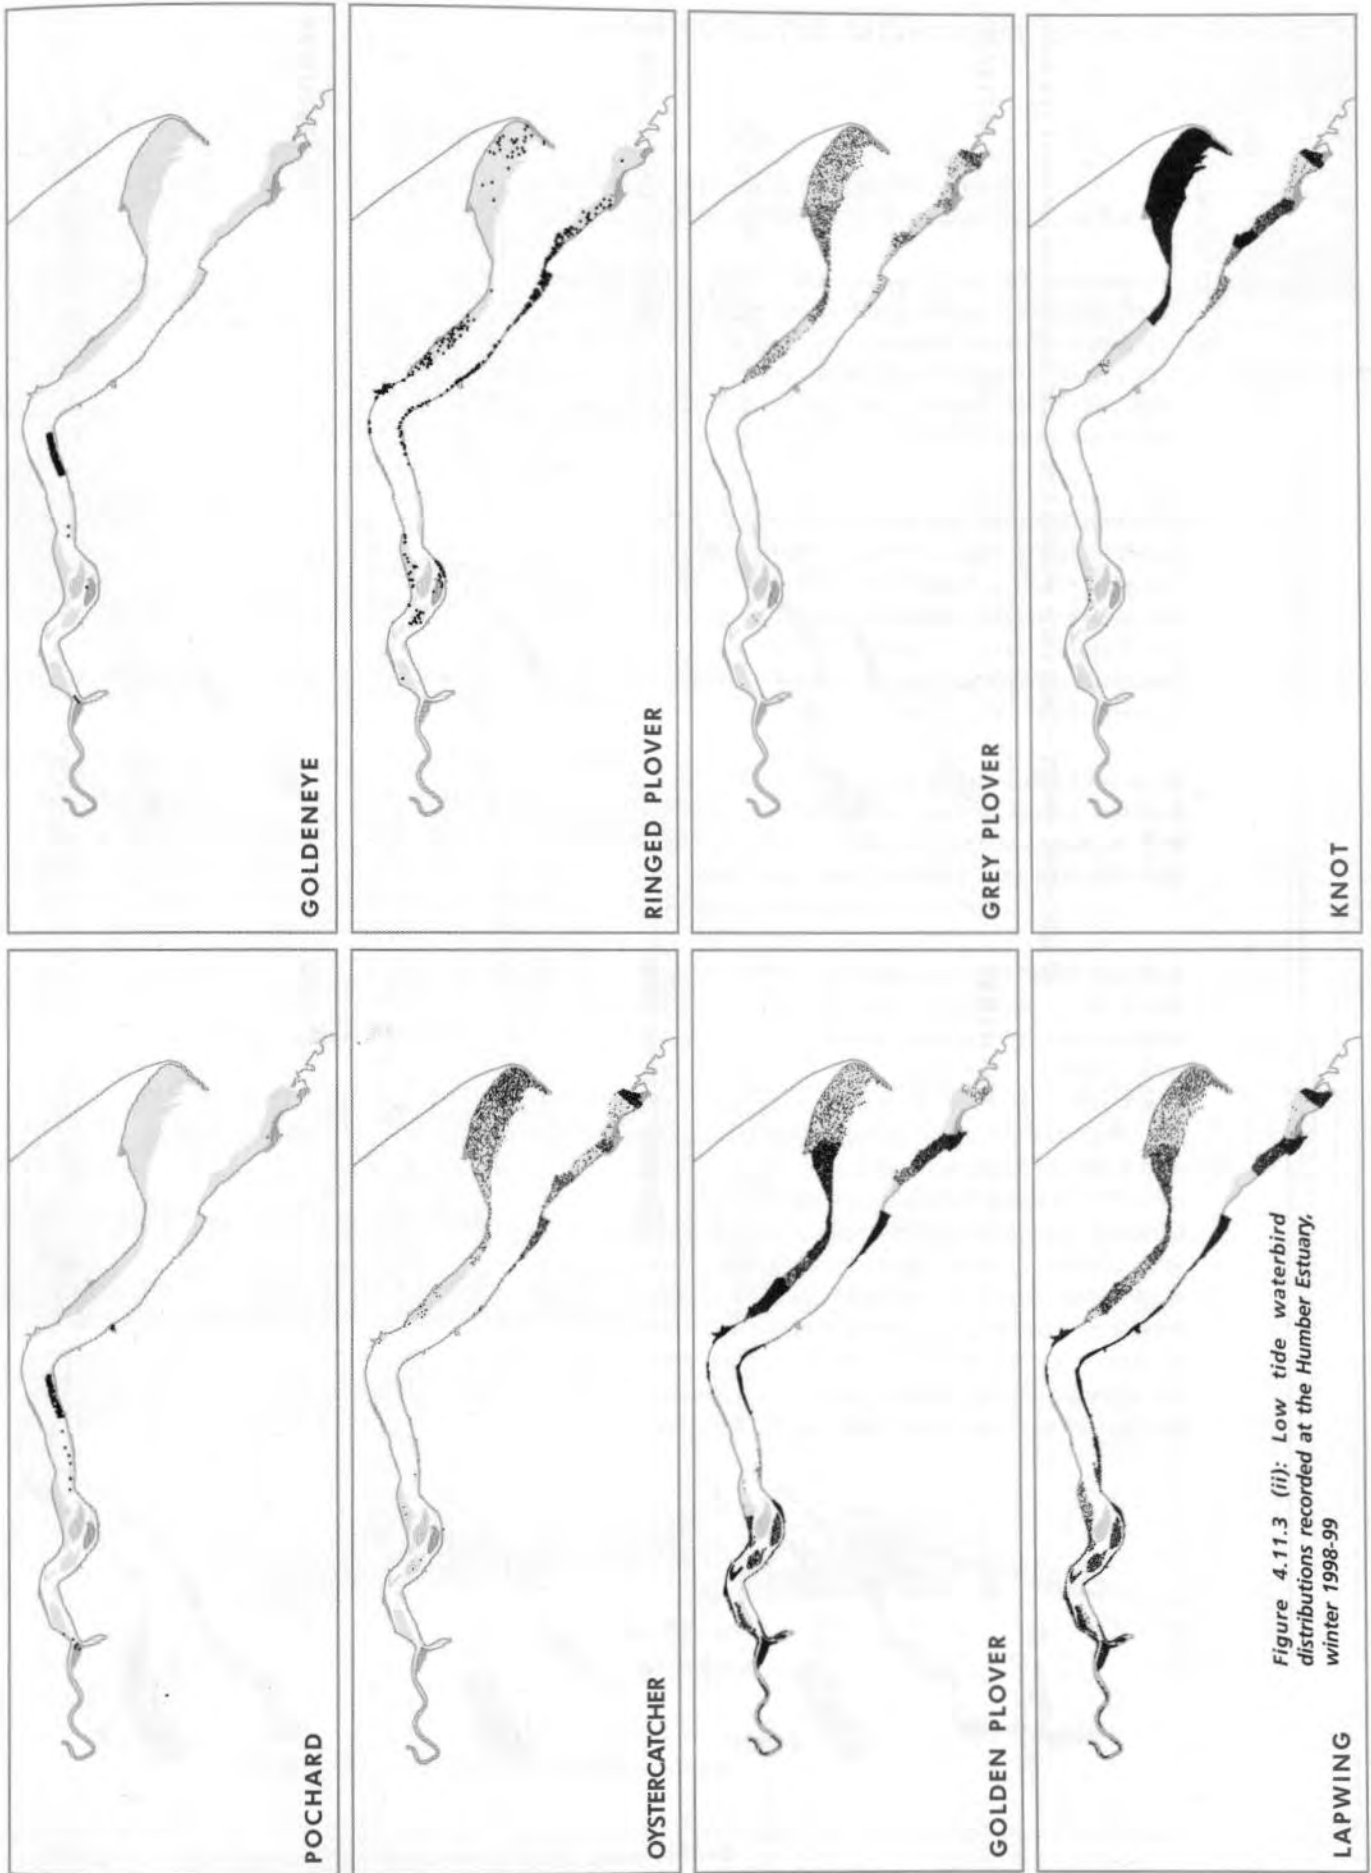 POCHARD
GOLDENEYE
OYSTERCATCHER
RINGED PLOVER
GOLDEN PLOVER
GREY PLOVER
LAPWING
Figure 4.11.3 (ii): Low tide waterbird
distributions recorded at the Humber Estuary,
winter 1998-99
KNOT